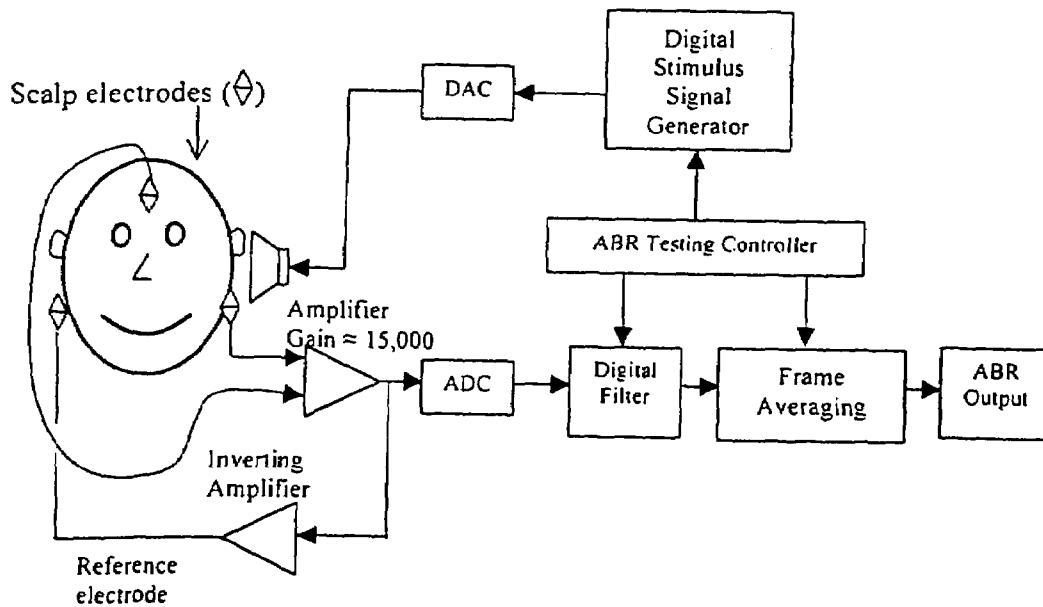 Digital
Stimulus
Signal
Generator
DAC
Scalp electrodes ( )
ABR Testing Controller
Amplifier
Gain ≈ 15,000
ADC
Digital
Filter
Frame
Averaging
ABR
Output
Inverting
Amplifier
Reference
electrode